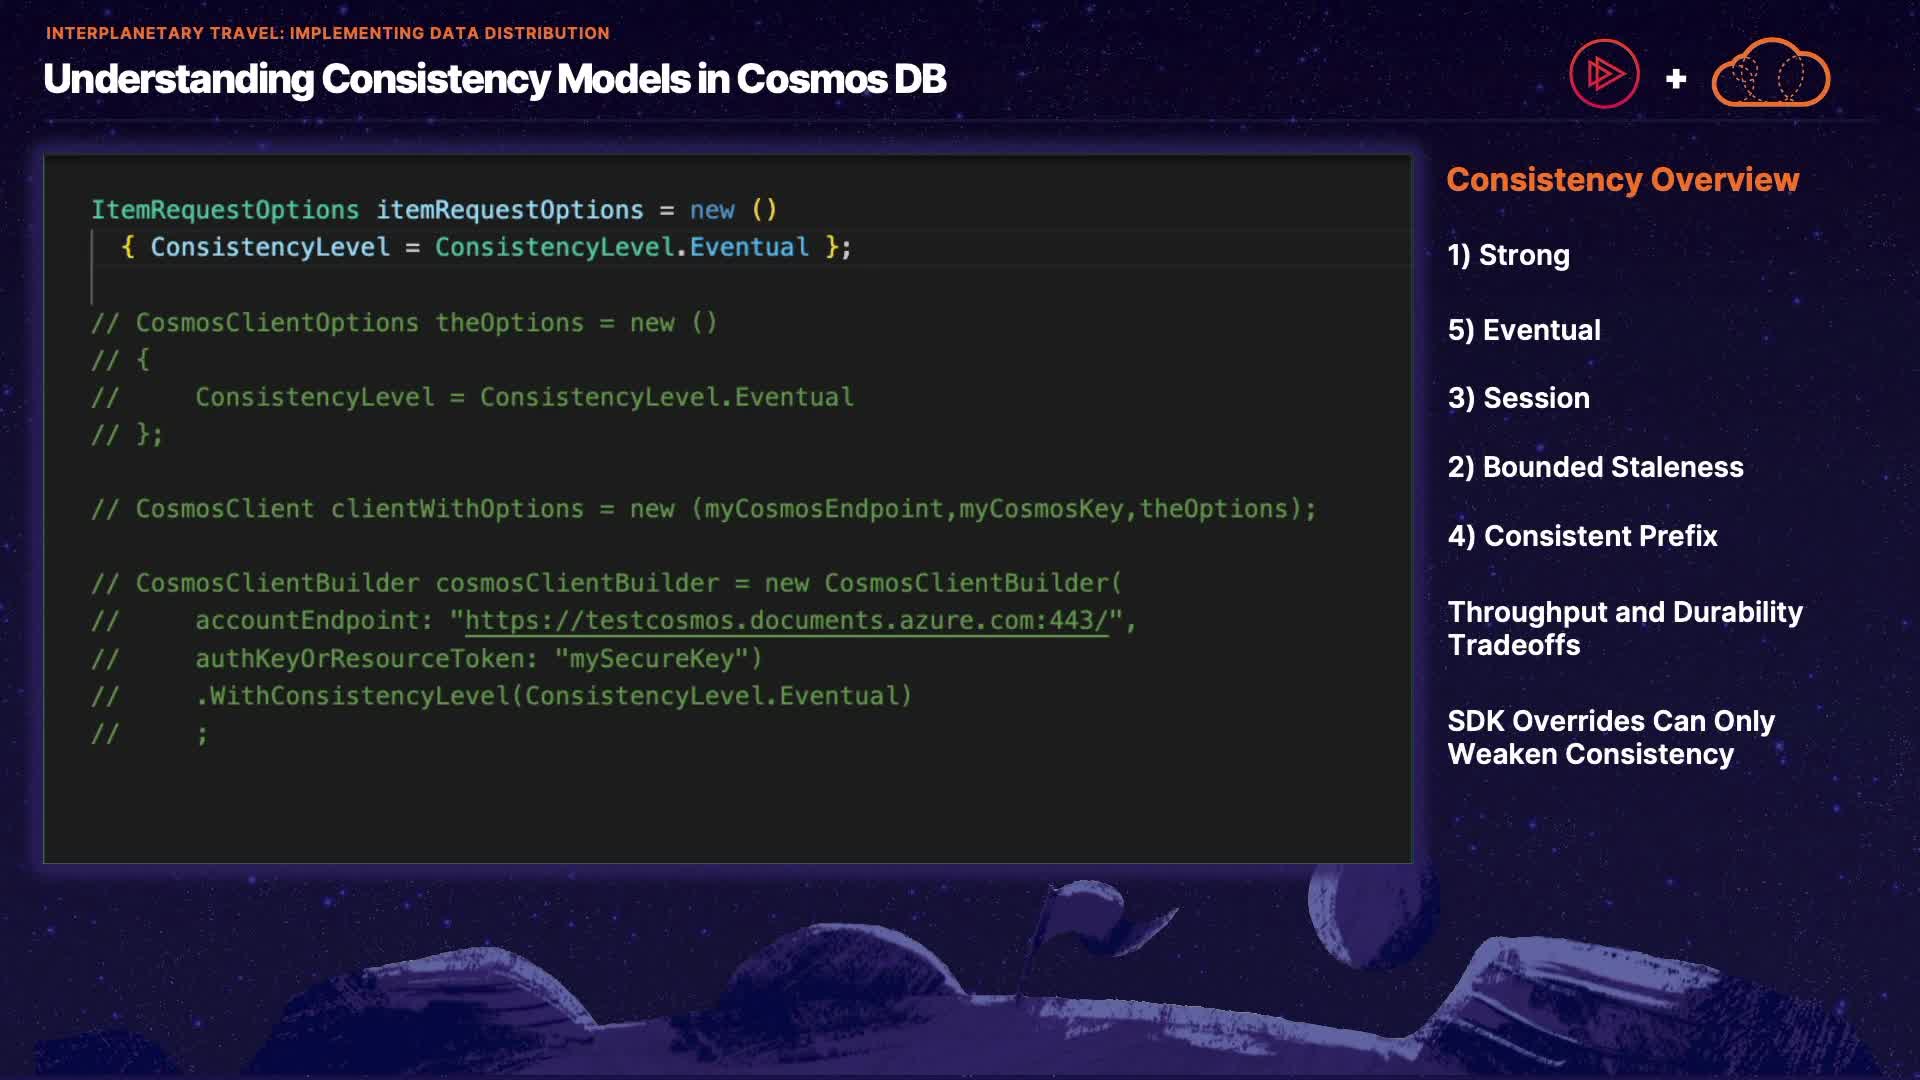 INTERPLANETARY TRAVEL: IMPLEMENTING DATA DISTRIBUTION
Understanding Consistency Models in Cosmos DB
+
ItemRequestOptions itemRequestOptions = new ()
{ ConsistencyLevel = ConsistencyLevel.Eventual };
// CosmosClientOptions theOptions = new ()
// {
//     ConsistencyLevel = ConsistencyLevel.Eventual
// };
// CosmosClient clientWithOptions = new (myCosmosEndpoint,myCosmosKey,theOptions);
// CosmosClientBuilder cosmosClientBuilder = new CosmosClientBuilder(
//     accountEndpoint: "https://testcosmos.documents.azure.com:443/",
//     authKeyOrResourceToken: "mySecureKey")
//     .WithConsistencyLevel(ConsistencyLevel.Eventual)
//     ;
Consistency Overview
1) Strong
5) Eventual
3) Session
2) Bounded Staleness
4) Consistent Prefix
Throughput and Durability
Tradeoffs
SDK Overrides Can Only
Weaken Consistency